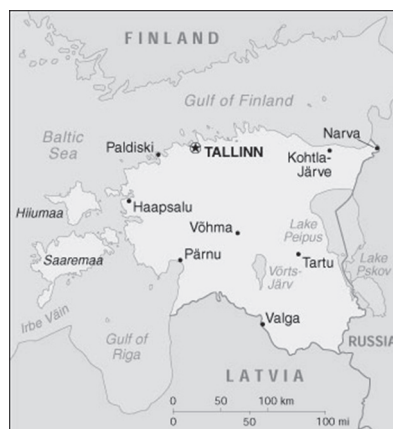 FINLAND
Gulf of Finland
Baltic
Sea
Narva
Paldiski
TALLINN
Kohtla-
Järve
Hiiumaa
Haapsalu
Lake
Peipus
Võhma
Saaremaa
Pärnu
Tartu
Lake
Pskov
Võrts-
Järv
Irbe Väin
Gulf of
Riga
Valga
RUSSIA
LATVIA
0 50 100 km
0 50 100 mi